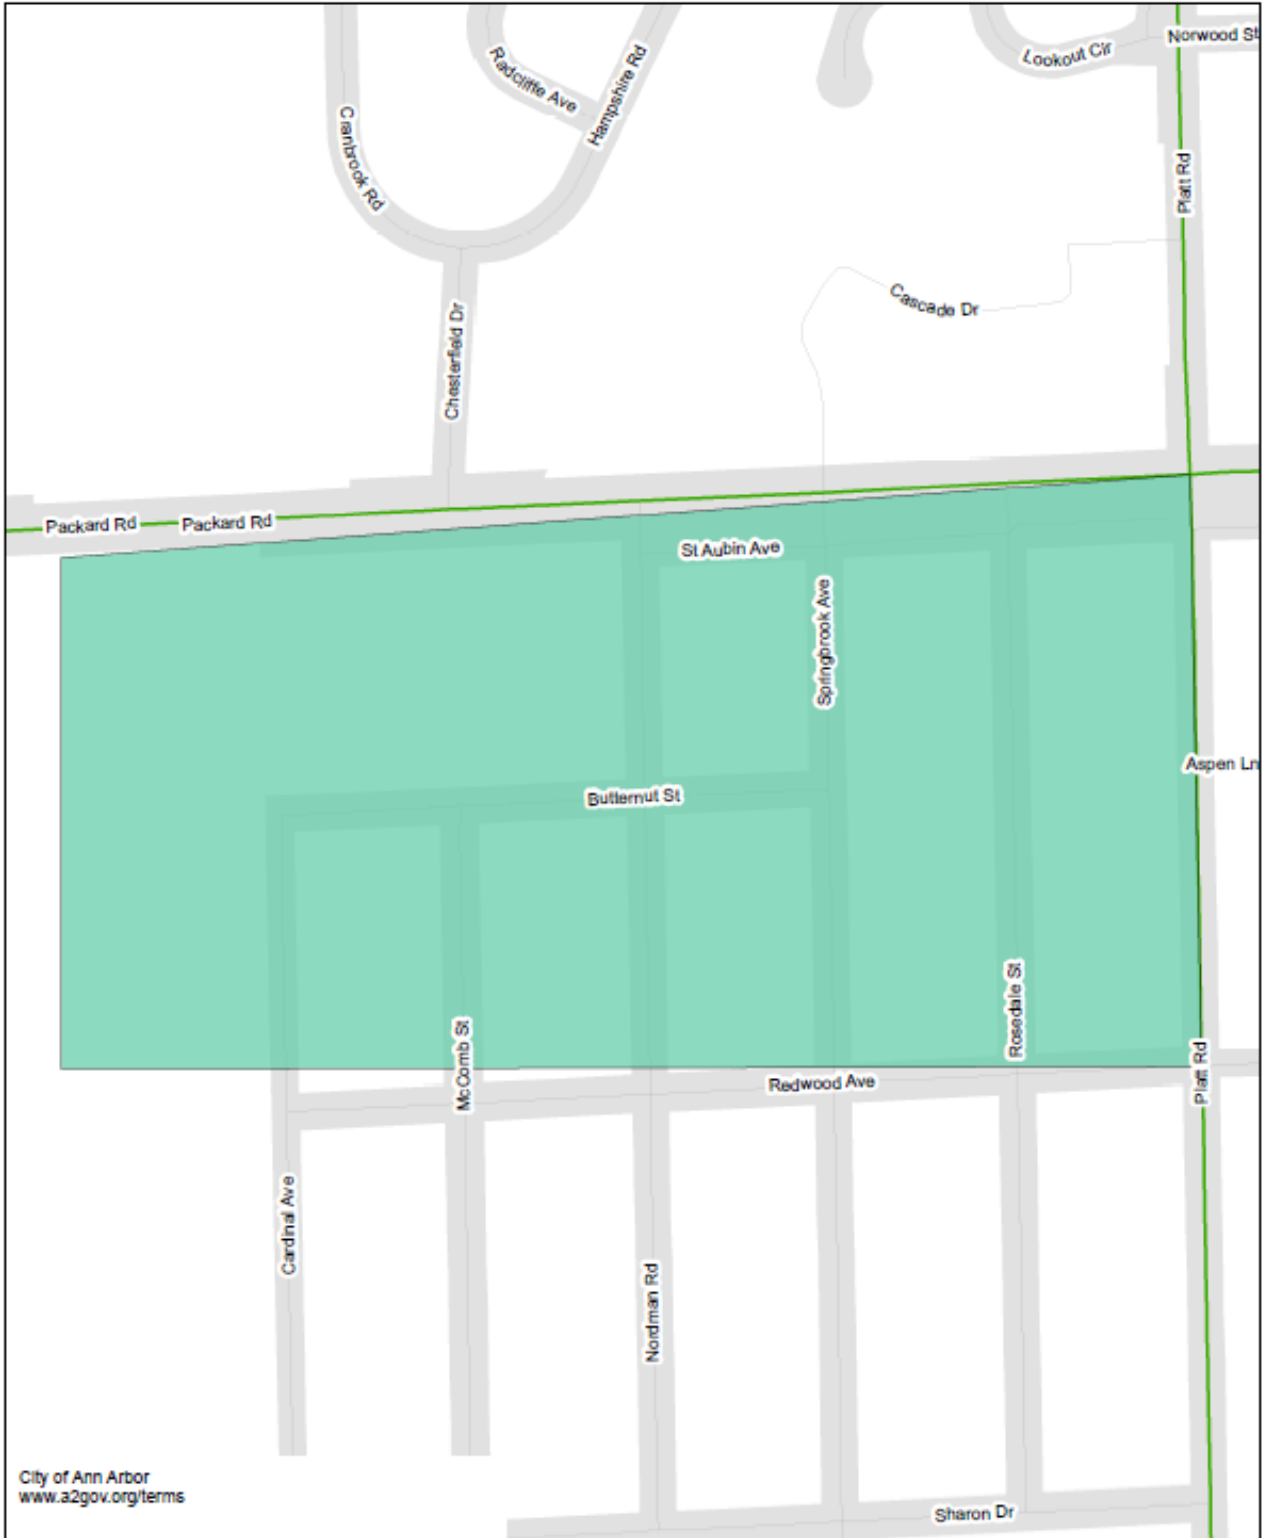 Norwood St
Lookout Cir
Radcliffe Ave
Hampshire Rd
Cranbrook Rd
Platt Rd
Cascade Dr
Chesterfield Dr
Packard Rd
Packard Rd
St Aubin Ave
Springbrook Ave
Aspen Ln
Butternut St
Rosedale St
McComb St
Platt Rd
Redwood Ave
Cardinal Ave
Nordman Rd
City of Ann Arbor
www.a2gov.org/terms
Sharon Dr